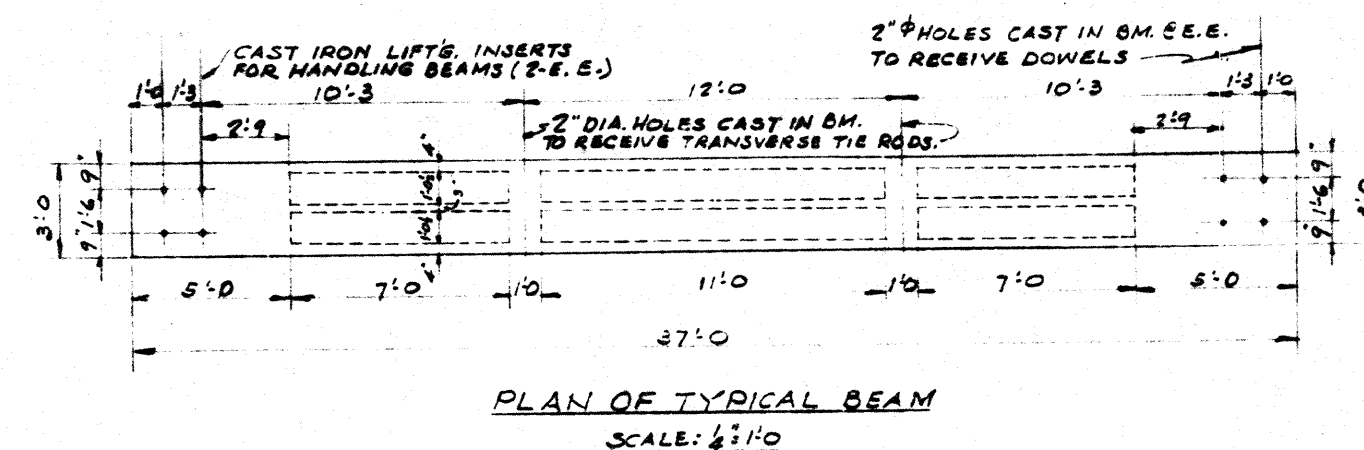 CAST IRON LIFT'G. INSERTS
FOR HANDLING BEAMS (2-E.E.)
2"Φ HOLES CAST IN BM. @ E.E.
TO RECEIVE DOWELS
1'-0 1'-3 10'-3 12'-0 10'-3 1'-3 1'-0
2'-9 2'-9
2" DIA. HOLES CAST IN BM.
TO RECEIVE TRANSVERSE TIE RODS.
3'-0
9" 1'-6 9"
4"
3"
4"
9" 1'-6 9"
5'-0 7'-0 1'-0 11'-0 1'-0 7'-0 5'-0
37'-0
PLAN OF TYPICAL BEAM
SCALE: 1/4"=1'-0